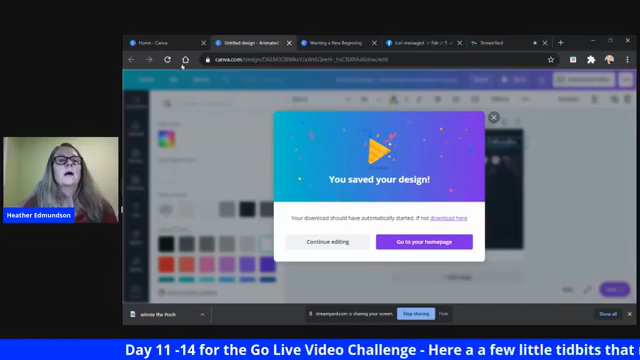 Home - Canva
Untitled design - Animated
Wanting a New Beginning
StreamYard
You saved your design!
Your download should have automatically started, if not download here
Continue editing
Go to your homepage
Heather Edmundson
winnie the Pooh
streamyard.com is sharing your screen.
Stop sharing
Hide
Show all
Day 11 -14 for the Go Live Video Challenge - Here a a few little tidbits that